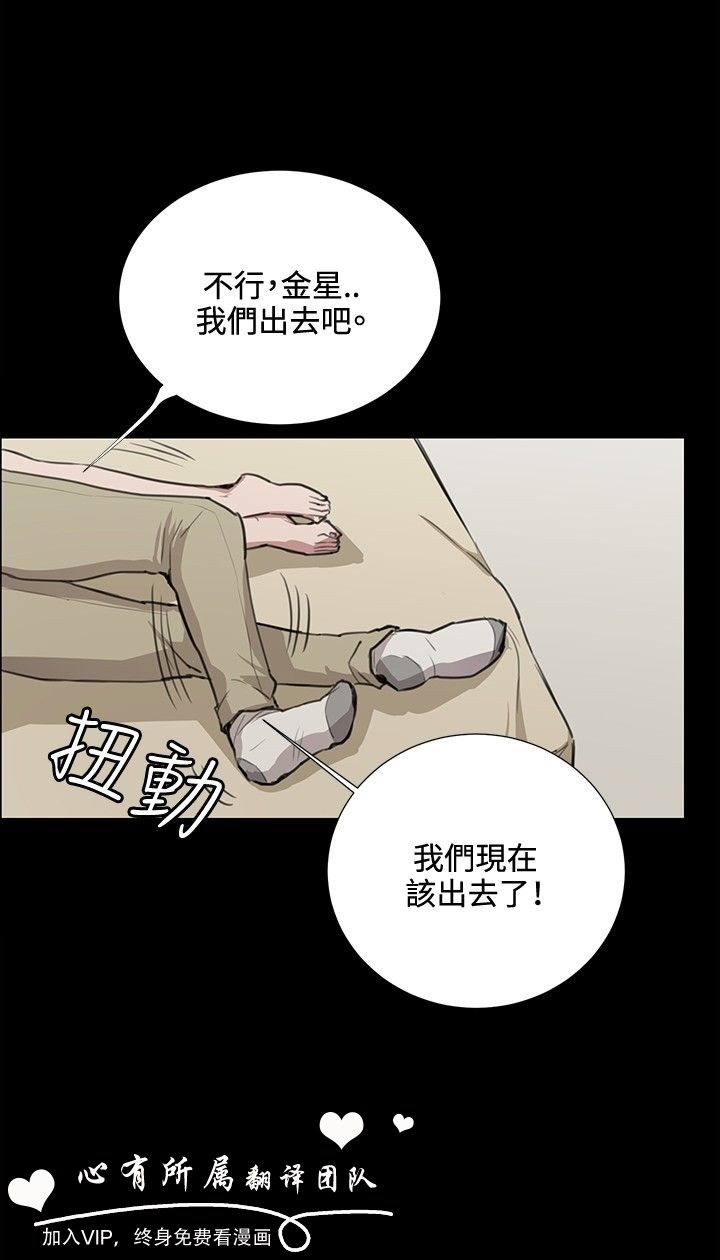 不行，金星..
我們出去吧。
扭動
我們現在
該出去了！
心有所属翻译团队
加入VIP，终身免费看漫画